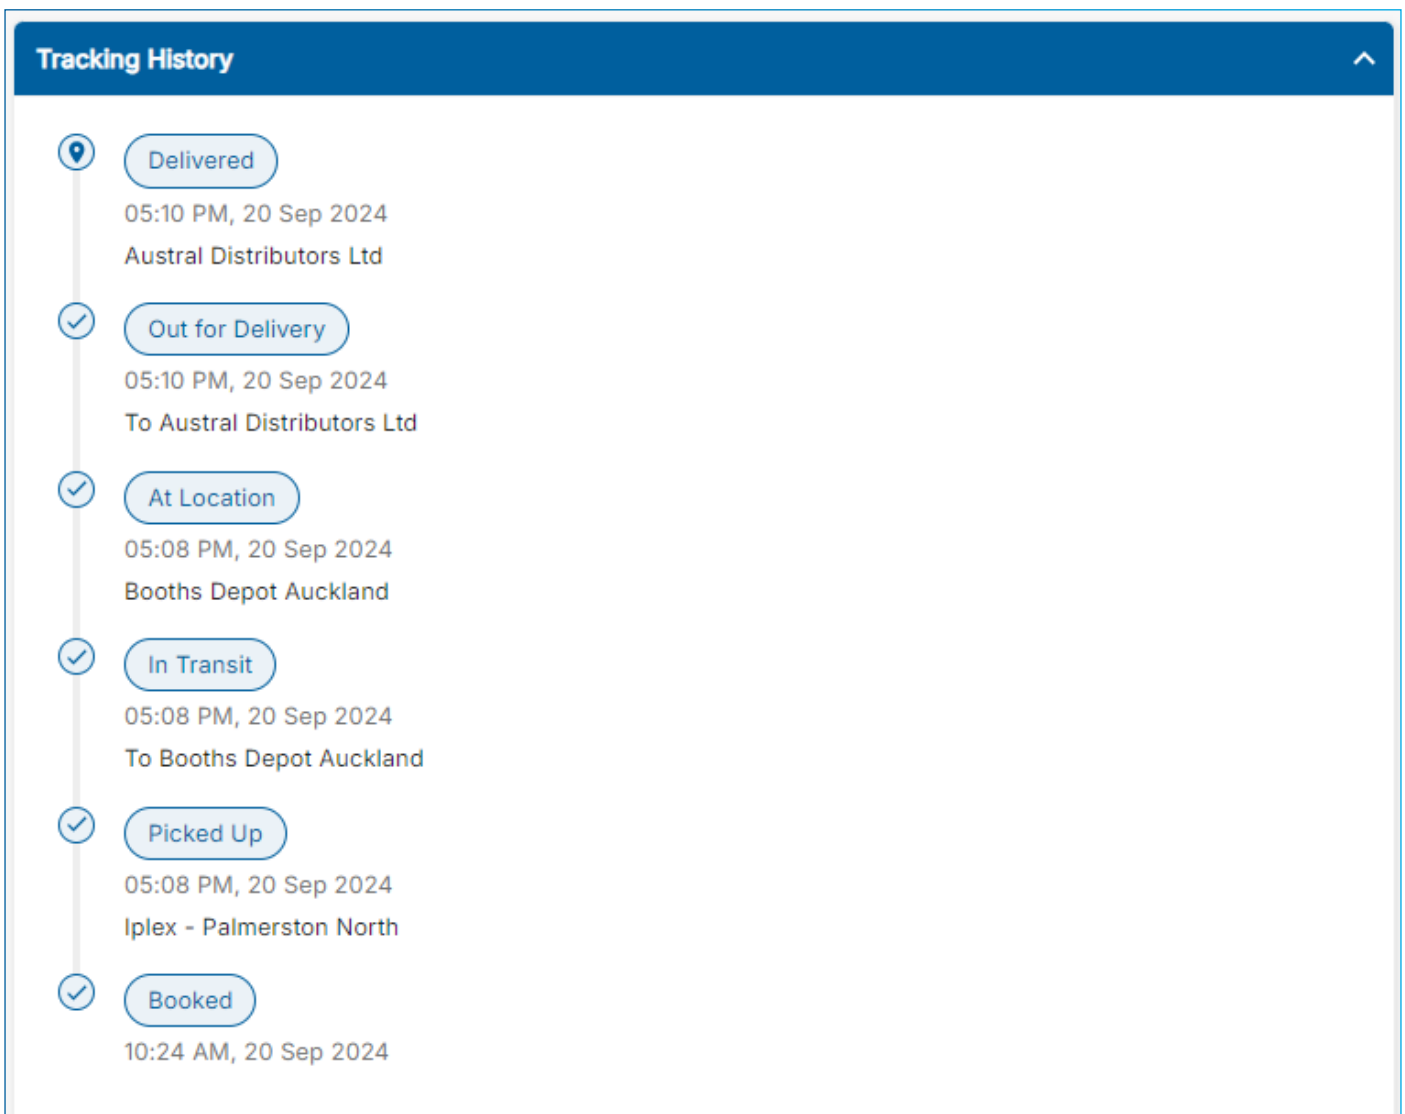 Tracking History
Delivered
05:10 PM, 20 Sep 2024
Austral Distributors Ltd
Out for Delivery
05:10 PM, 20 Sep 2024
To Austral Distributors Ltd
At Location
05:08 PM, 20 Sep 2024
Booths Depot Auckland
In Transit
05:08 PM, 20 Sep 2024
To Booths Depot Auckland
Picked Up
05:08 PM, 20 Sep 2024
Iplex - Palmerston North
Booked
10:24 AM, 20 Sep 2024